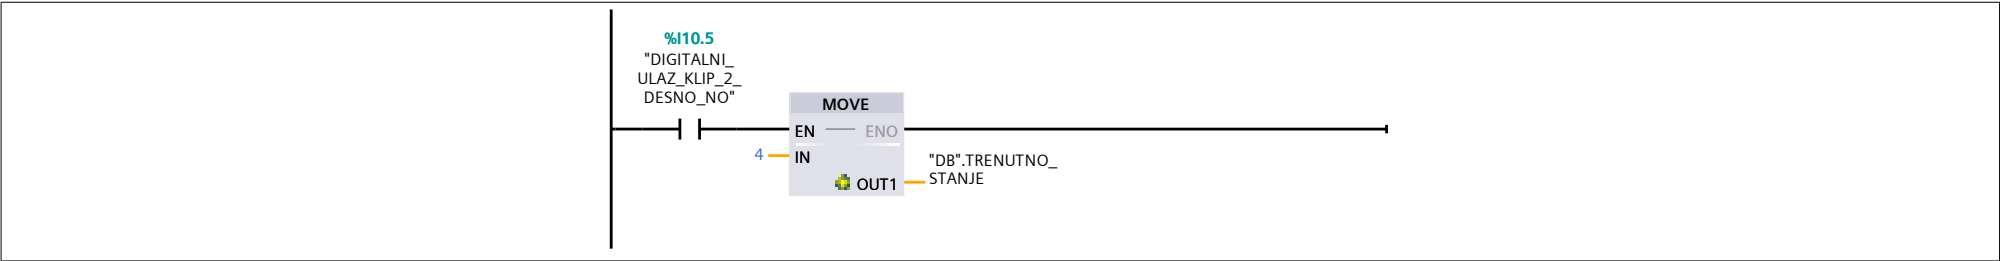 %I10.5
"DIGITALNI_
ULAZ_KLIP_2_
DESNO_NO"
MOVE
EN ENO
4 IN
"DB".TRENUTNO_
OUT1 STANJE